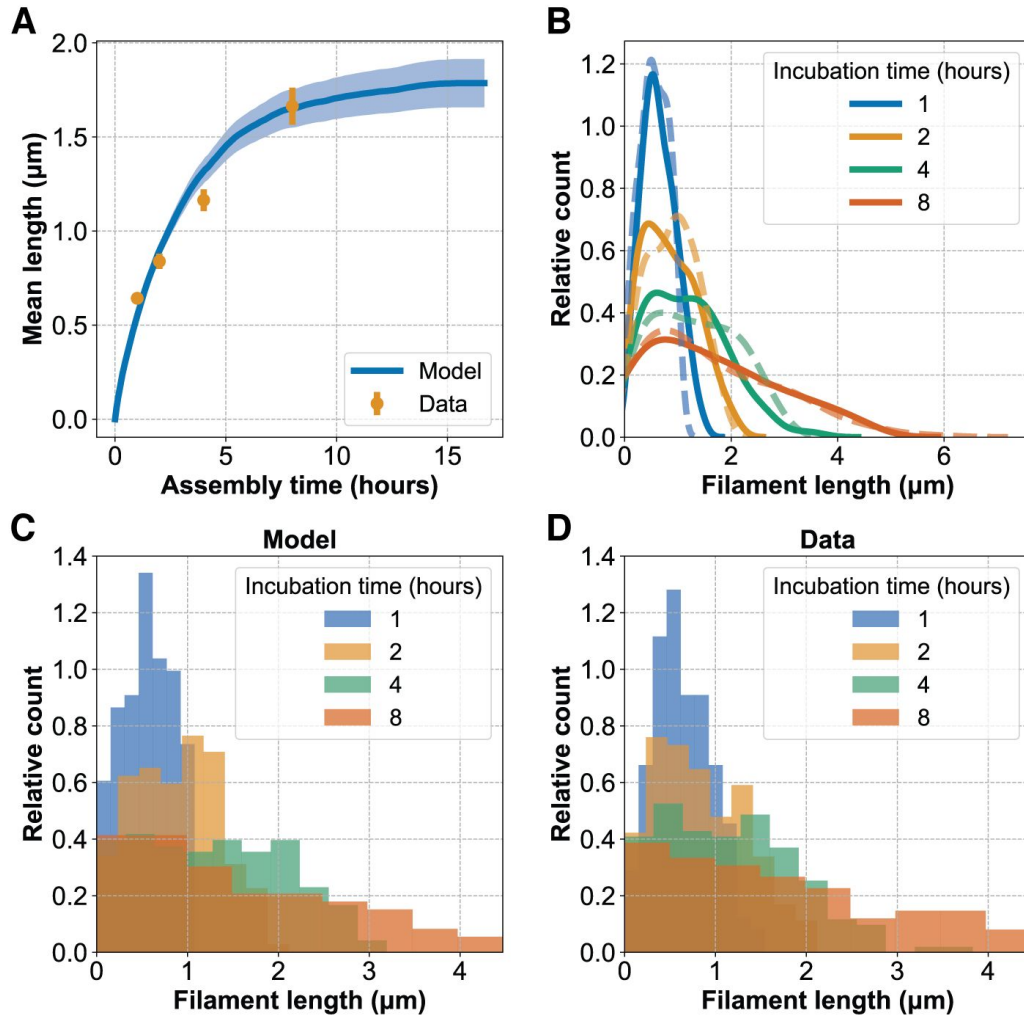 A
Mean length (µm)
2.0
1.5
1.0
0.5
0.0
Model
Data
0 5 10 15
Assembly time (hours)
B
Relative count
1.2
1.0
0.8
0.6
0.4
0.2
0.0
Incubation time (hours)
1
2
4
8
0 2 4 6
Filament length (µm)
C
Model
Relative count
1.4
1.2
1.0
0.8
0.6
0.4
0.2
0.0
Incubation time (hours)
1
2
4
8
0 1 2 3 4
Filament length (µm)
D
Data
Relative count
1.4
1.2
1.0
0.8
0.6
0.4
0.2
0.0
Incubation time (hours)
1
2
4
8
0 1 2 3 4
Filament length (µm)